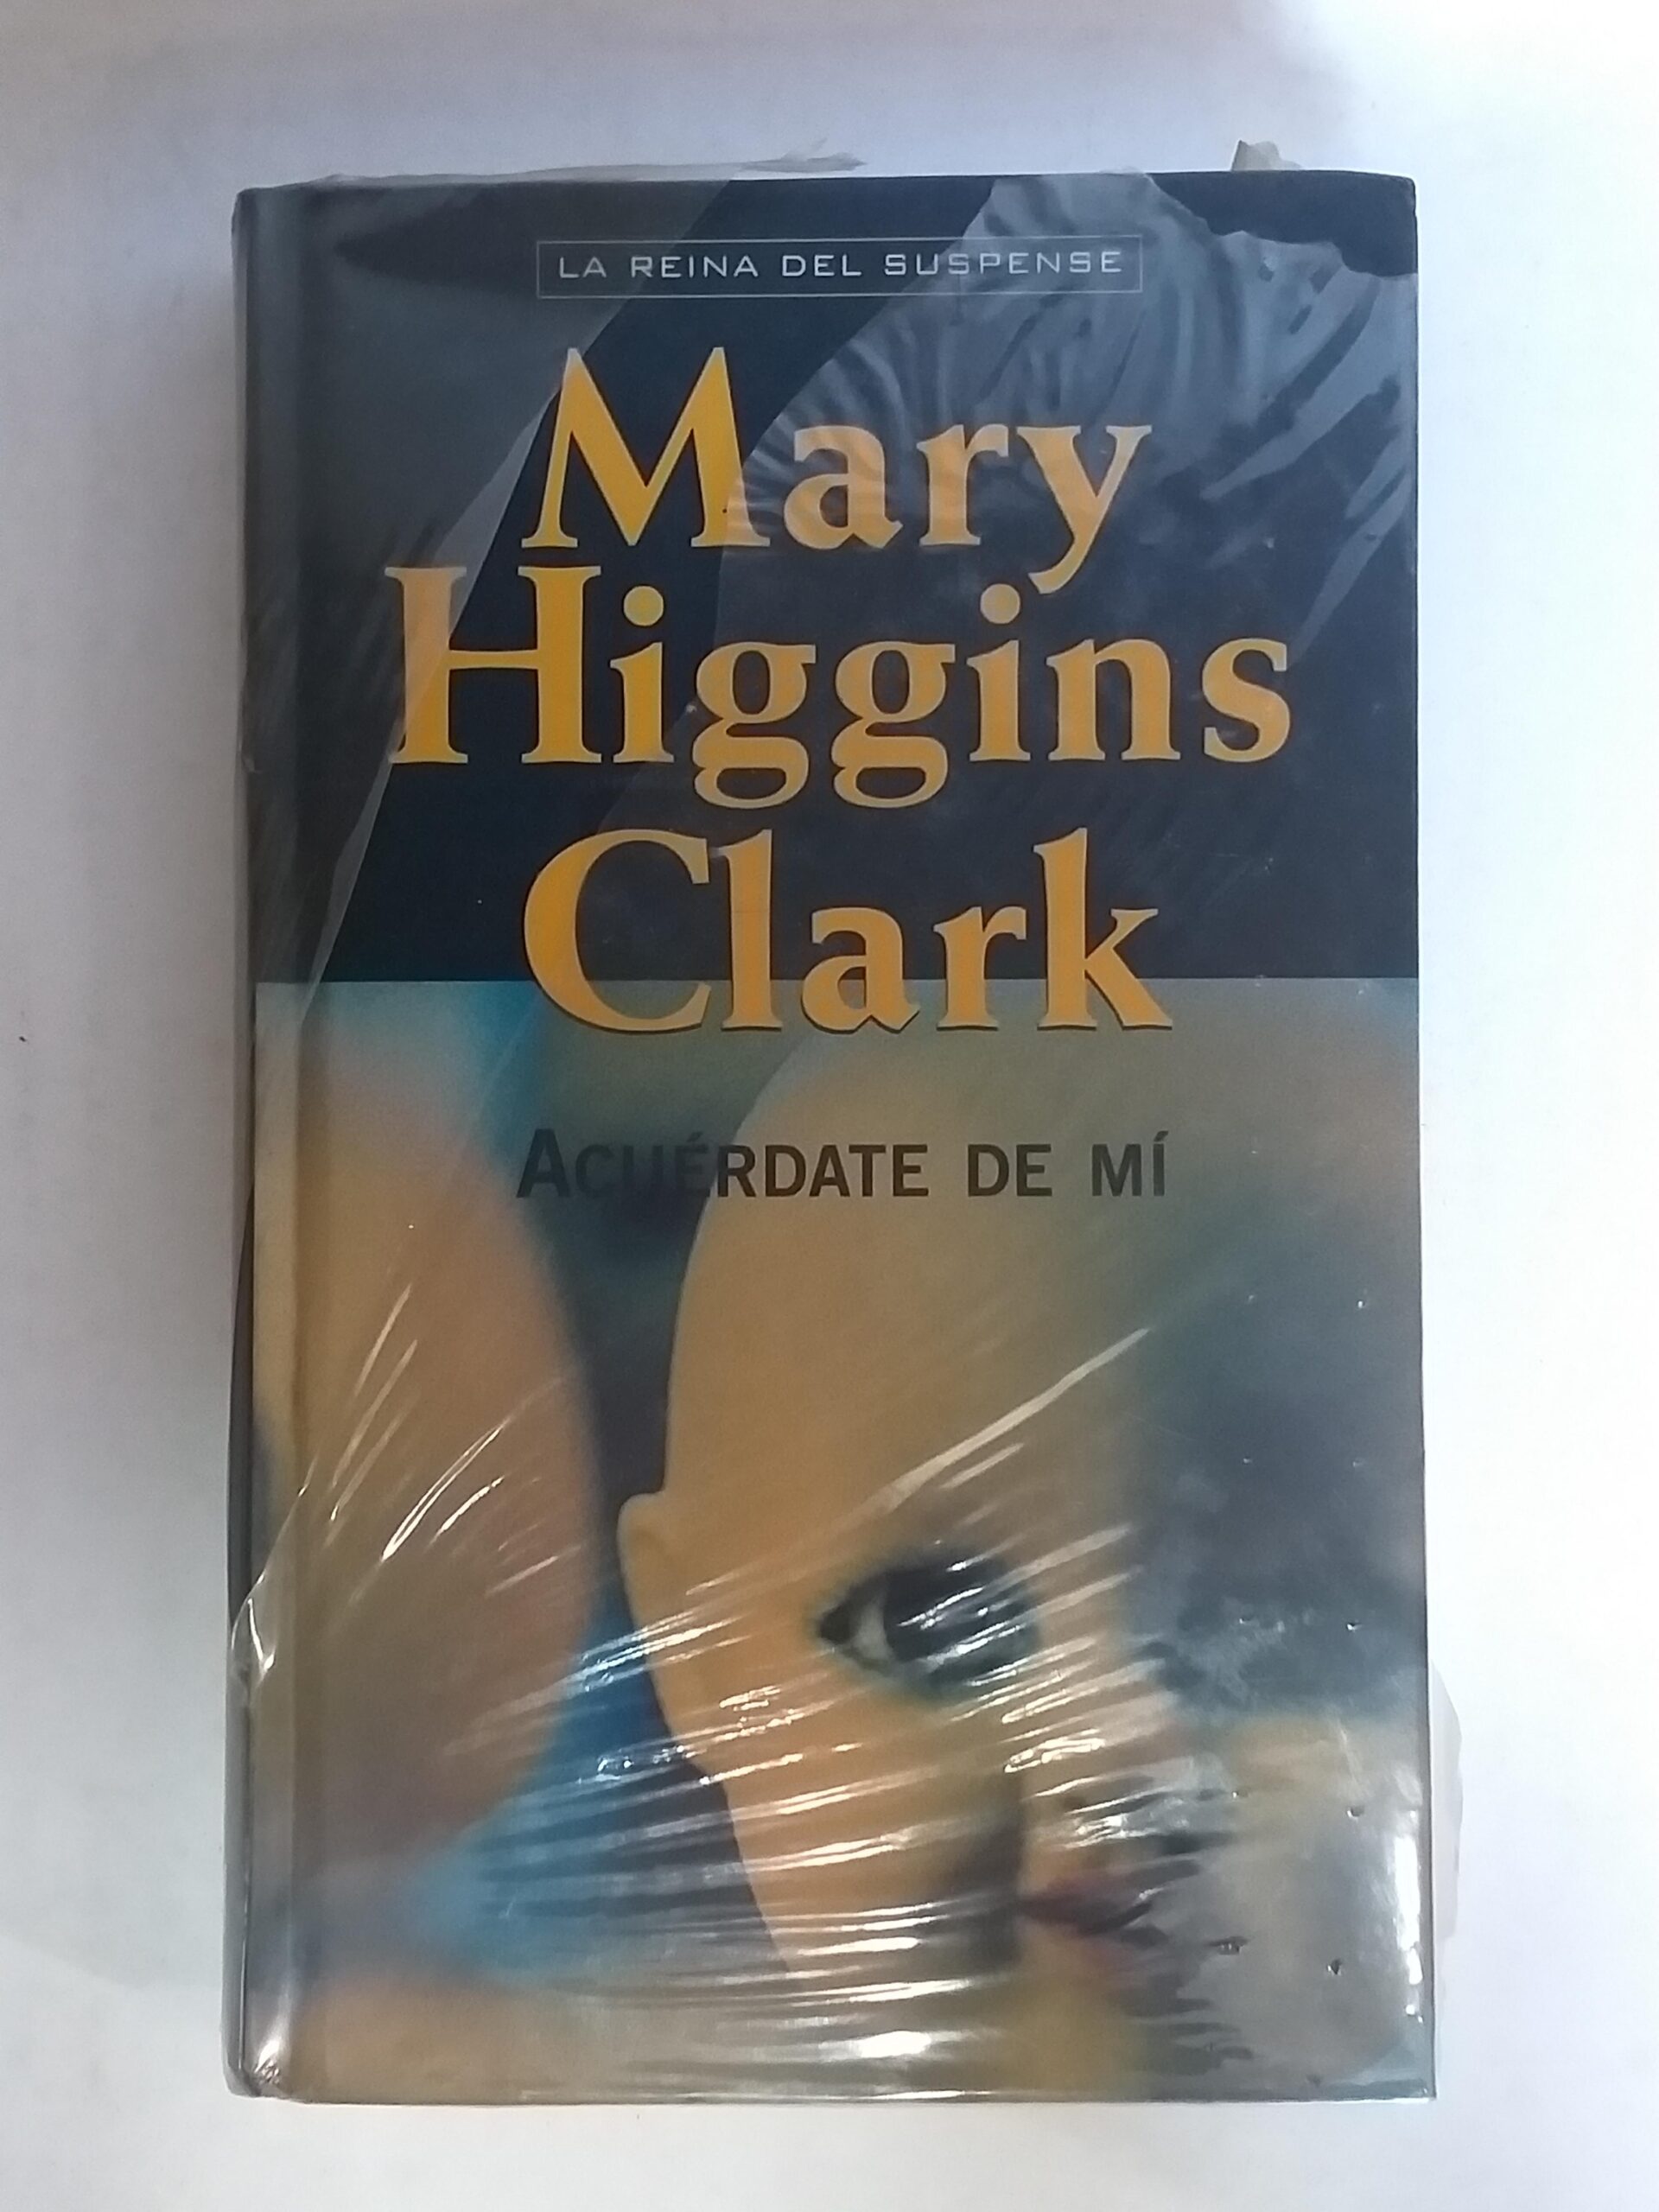 LA REINA DEL SUSPENSE
Mary
Higgins
Clark
ACUÉRDATE DE MÍ